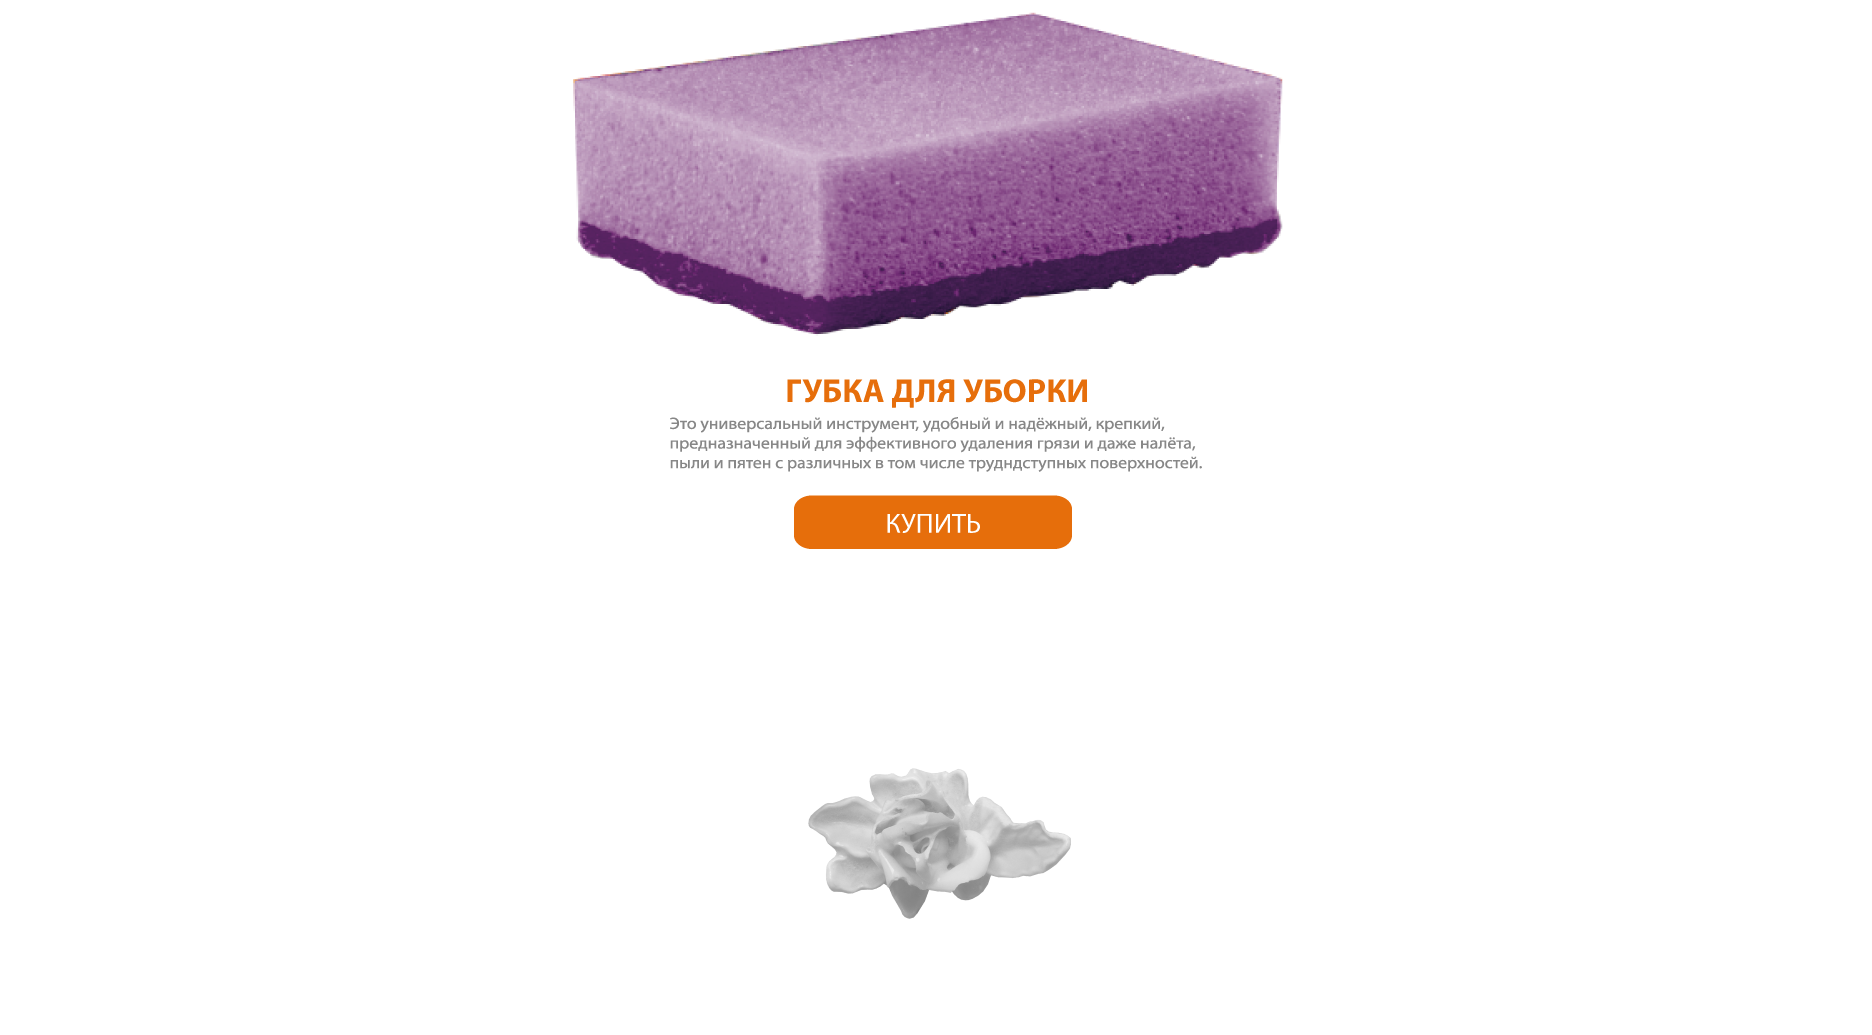 ГУБКА ДЛЯ УБОРКИ
Это универсальный инструмент, удобный и надёжный, крепкий,
предназначенный для эффективного удаления грязи и даже налёта,
пыли и пятен с различных в том числе трудндступных поверхностей.
КУПИТЬ